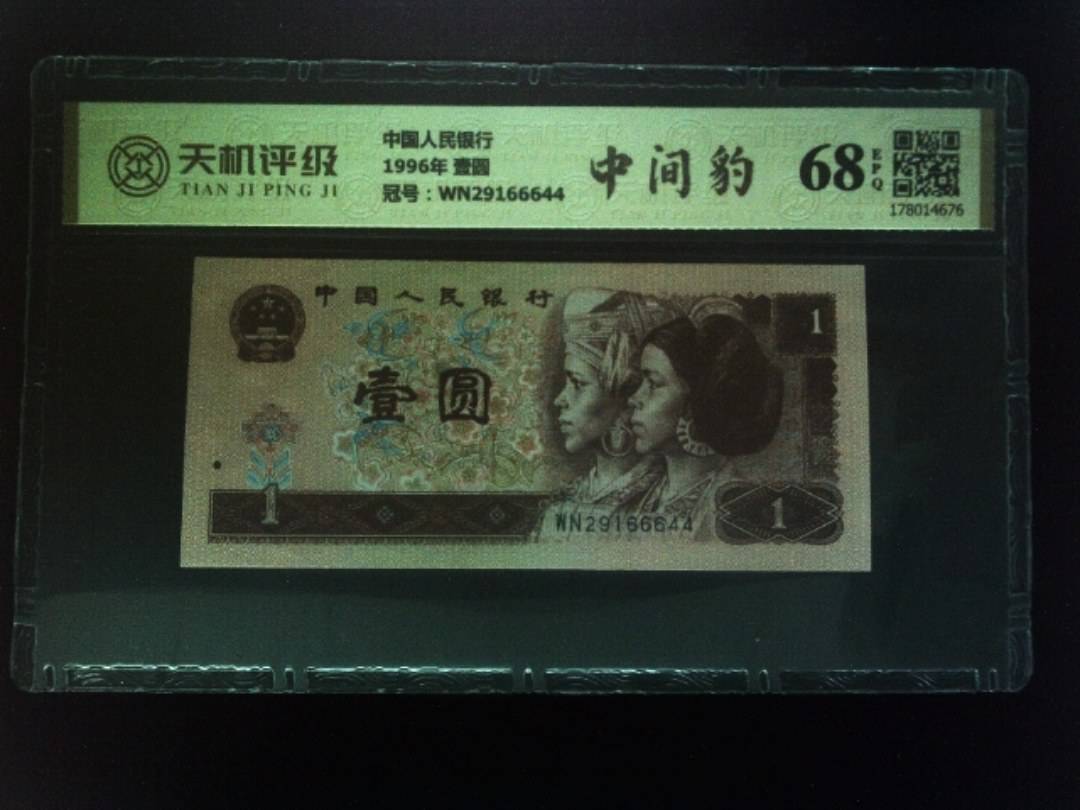 天机评级
TIAN JI PING JI
中国人民银行
1996年 壹圆
冠号：WN29166644
中间豹
68
EPQ
178014676
中国人民银行
1
壹圆
1
WN29166644
1